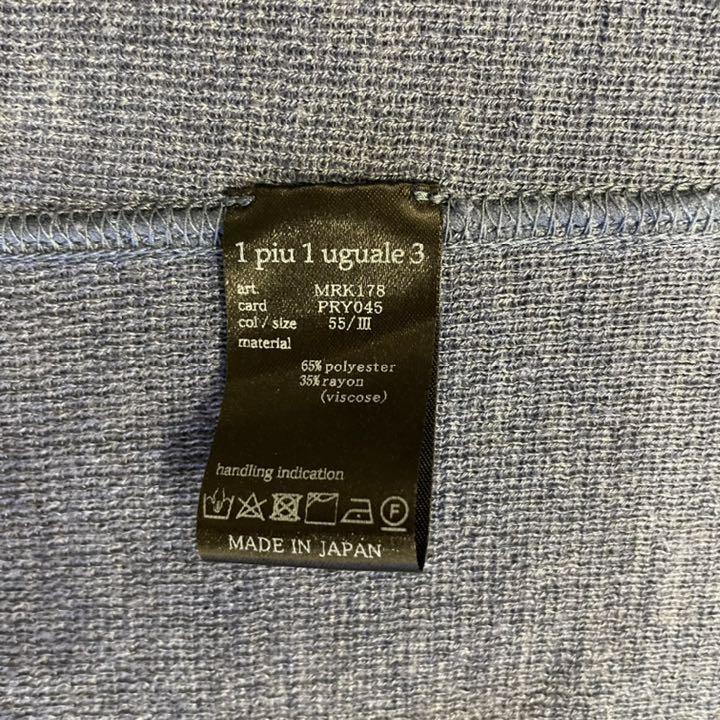 1 piu 1 uguale 3
art. MRK178
card PRY045
col / size 55/III
material
65% polyester
35% rayon
(viscose)
handling indication
F
MADE IN JAPAN